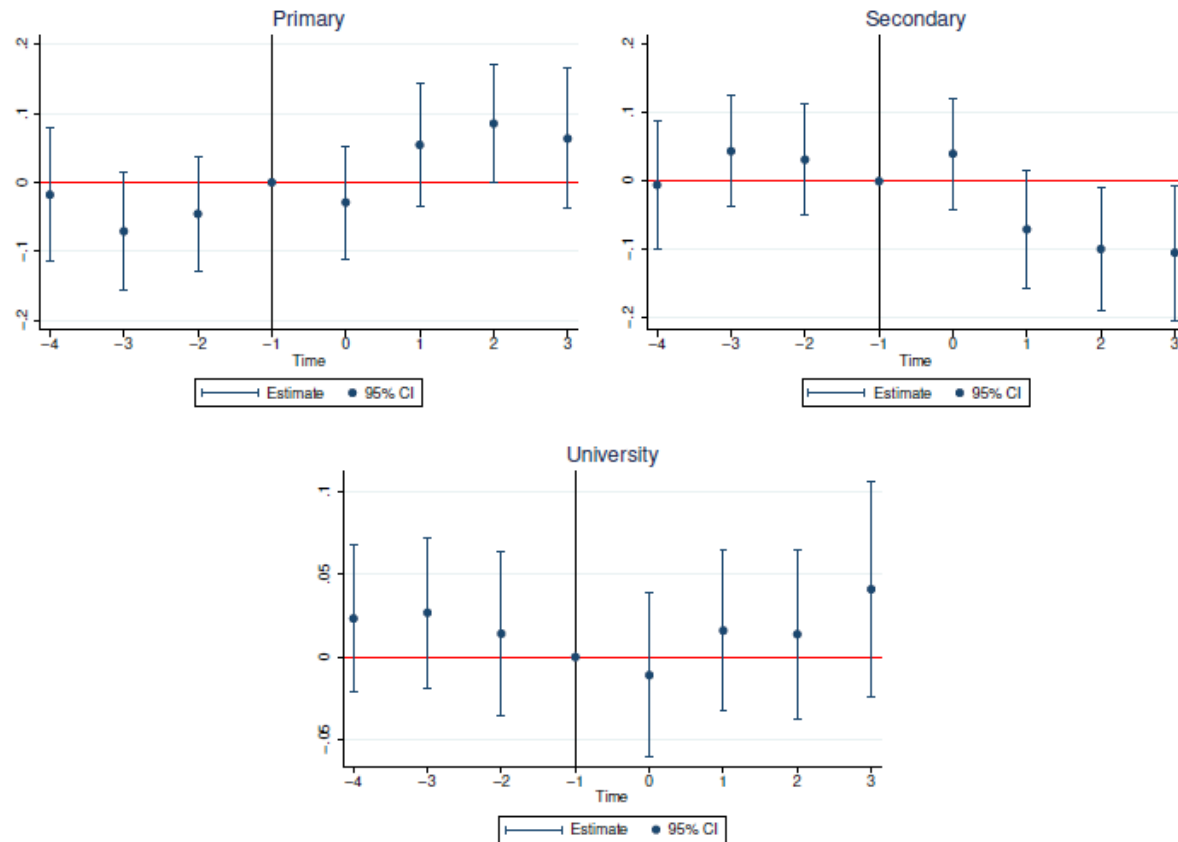 Primary
.2
.1
0
-.1
-.2
-4 -3 -2 -1 0 1 2 3
Time
Estimate 95% CI
Secondary
.2
.1
0
-.1
-.2
-4 -3 -2 -1 0 1 2 3
Time
Estimate 95% CI
University
.1
.05
0
-.05
-4 -3 -2 -1 0 1 2 3
Time
Estimate 95% CI